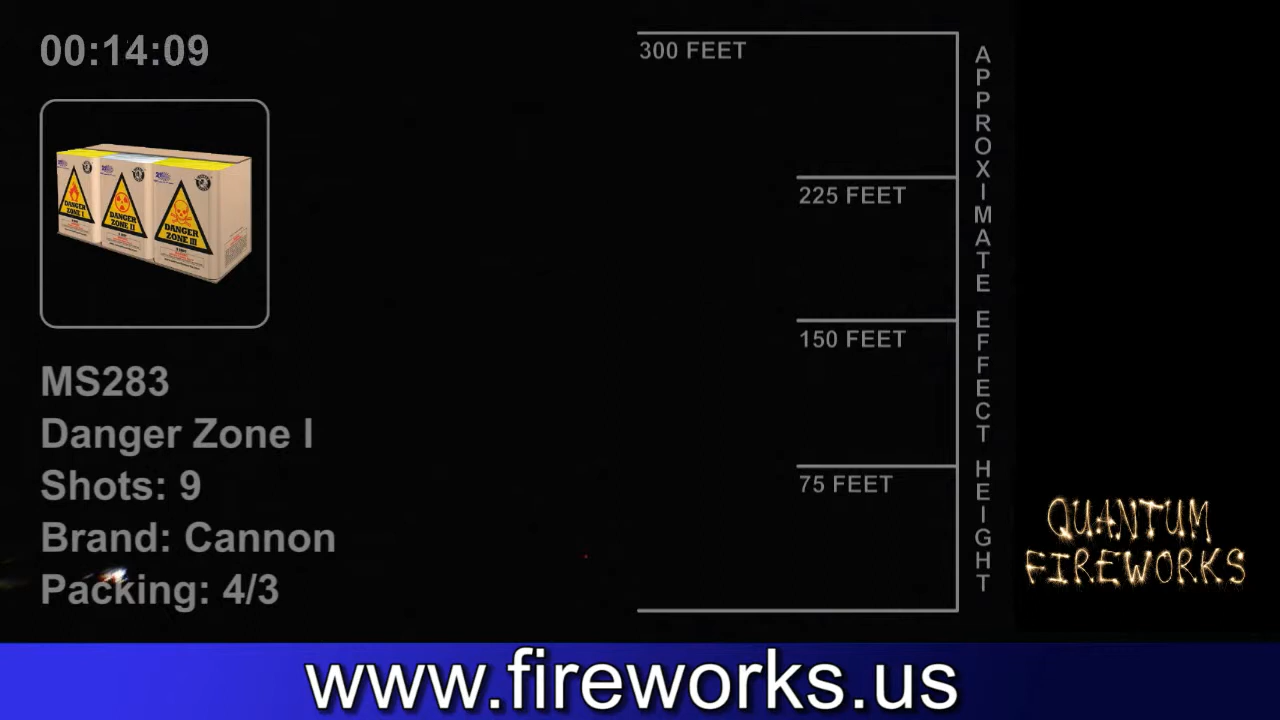 00:14:09
DANGER
ZONE I
DANGER
ZONE II
DANGER
ZONE III
MS283
Danger Zone I
Shots: 9
Brand: Cannon
Packing: 4/3
300 FEET
225 FEET
150 FEET
75 FEET
APPROXIMATE EFFECT HEIGHT
QUANTUM
FIREWORKS
www.fireworks.us